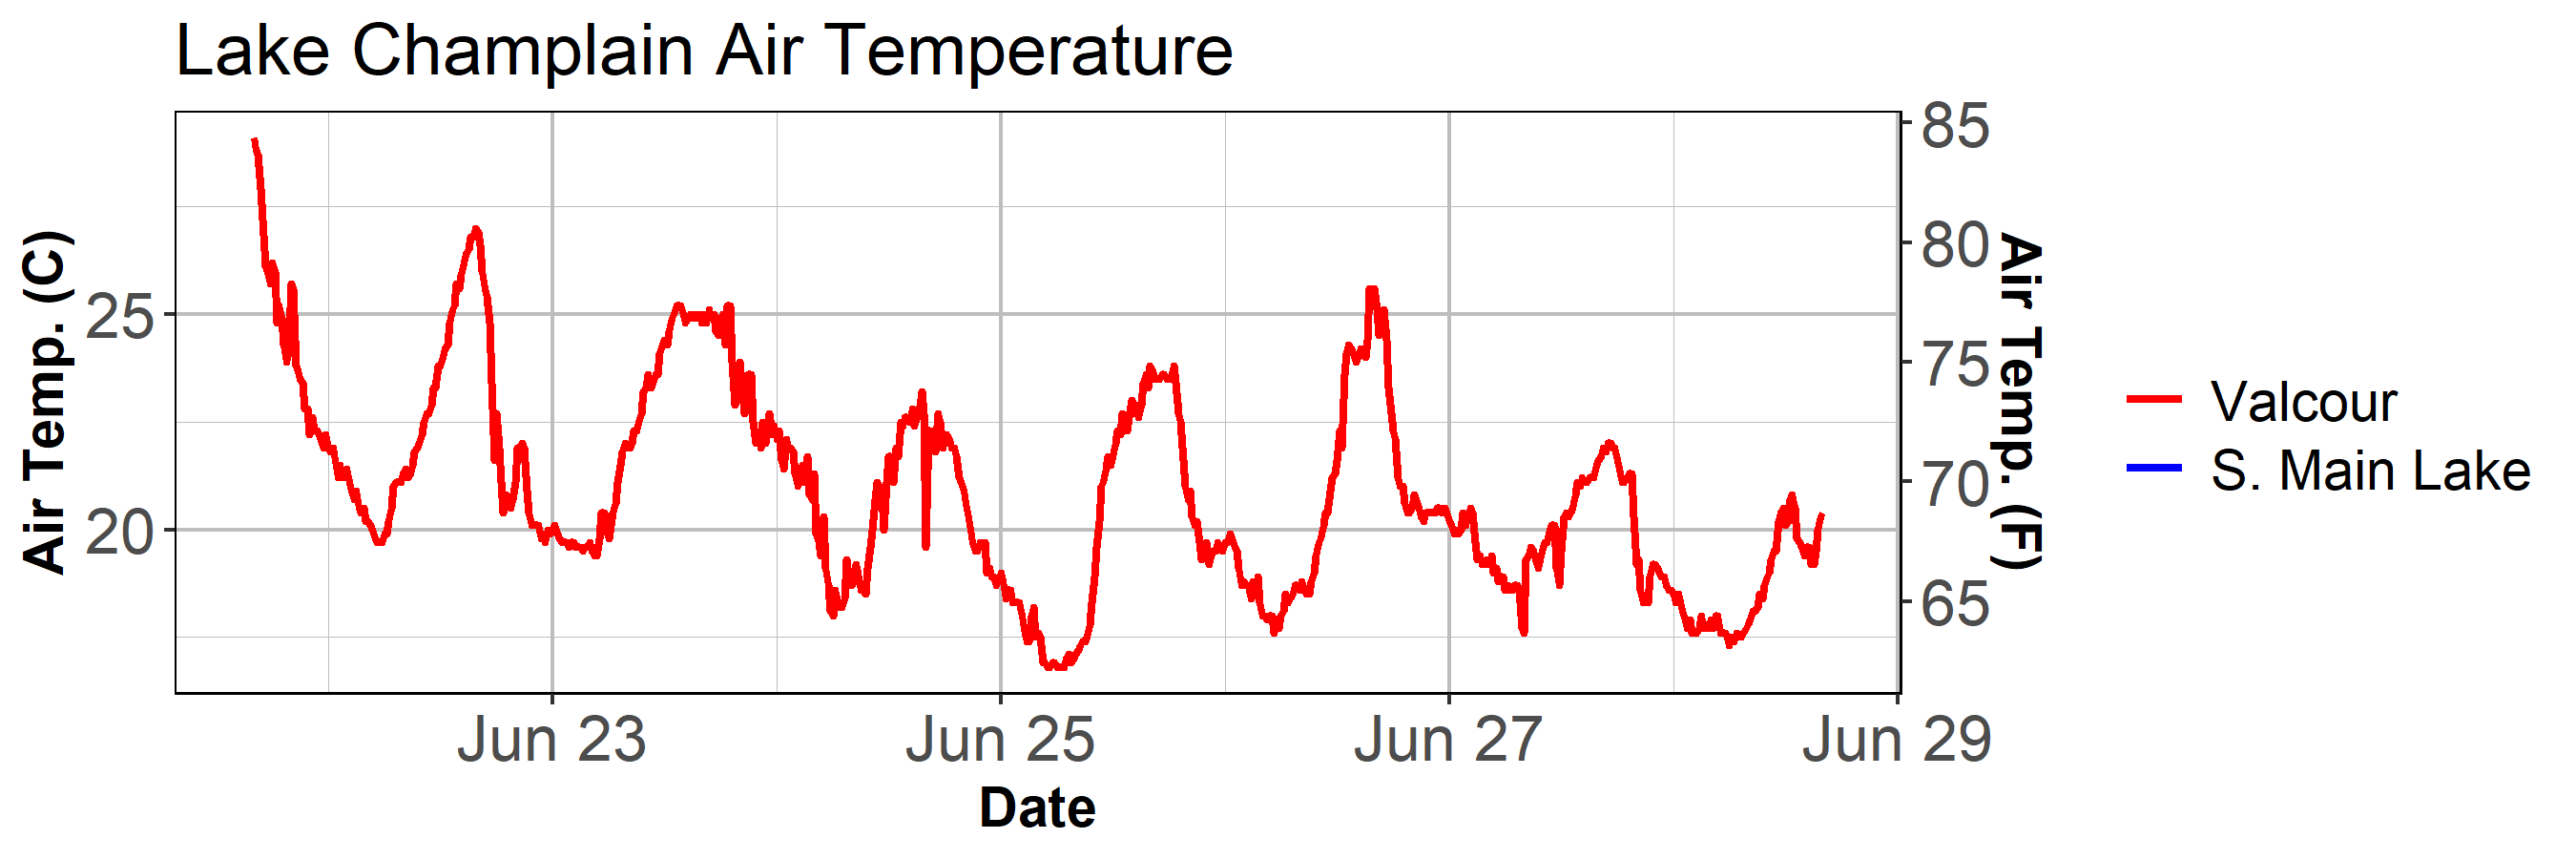 Lake Champlain Air Temperature
Air Temp. (C)
25
20
85
80
75
70
65
Air Temp. (F)
Jun 23
Jun 25
Jun 27
Jun 29
Date
Valcour
S. Main Lake